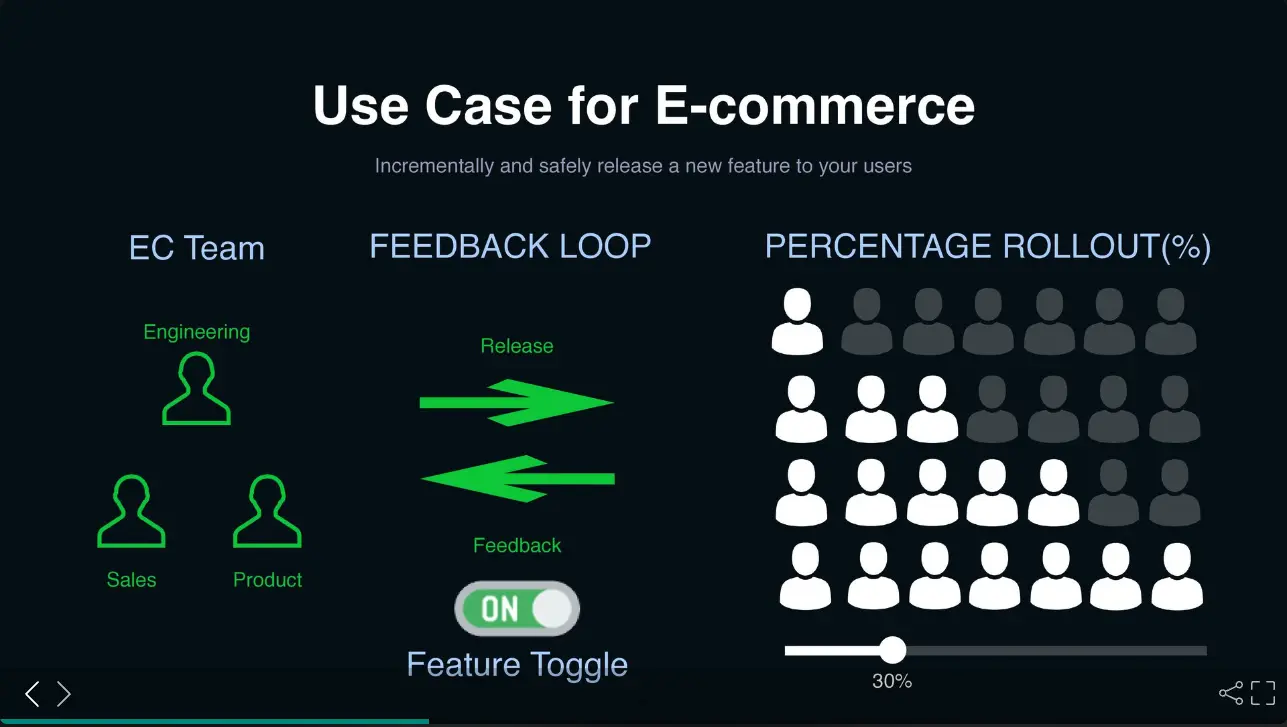 Use Case for E-commerce
Incrementally and safely release a new feature to your users
EC Team
Engineering
Sales
Product
FEEDBACK LOOP
Release
Feedback
ON
Feature Toggle
PERCENTAGE ROLLOUT(%)
30%